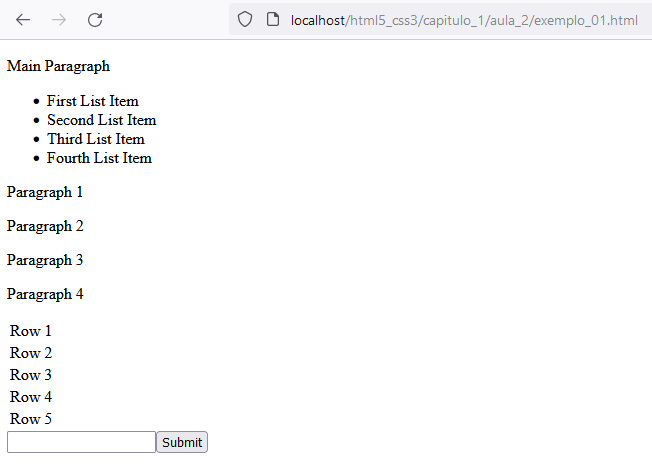 localhost/html5_css3/capitulo_1/aula_2/exemplo_01.html
Main Paragraph
First List Item
Second List Item
Third List Item
Fourth List Item
Paragraph 1
Paragraph 2
Paragraph 3
Paragraph 4
Row 1
Row 2
Row 3
Row 4
Row 5
Submit